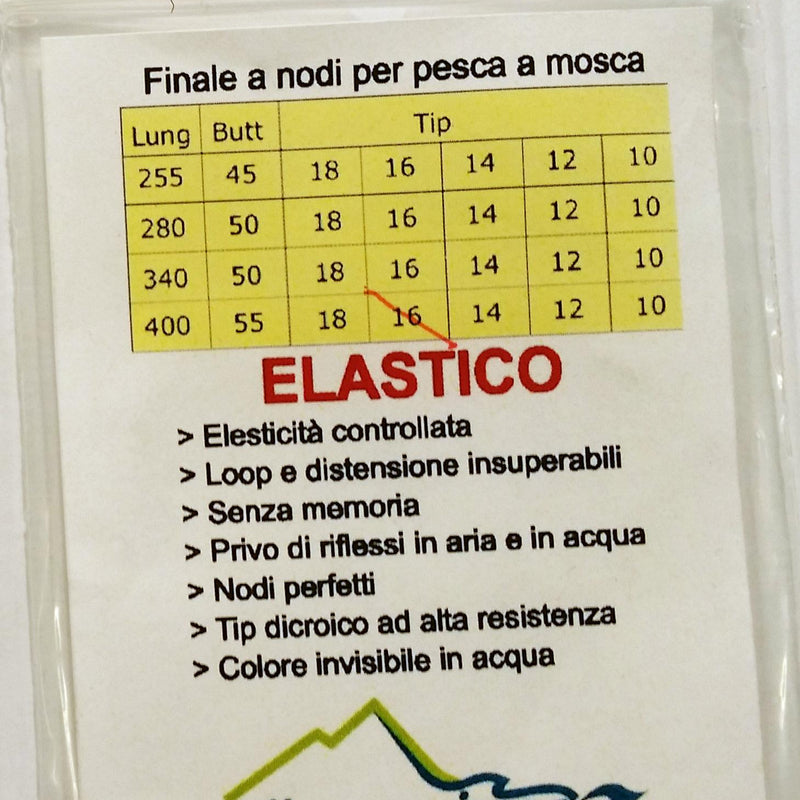 Finale a nodi per pesca a mosca
Lung Butt Tip
255 45 18 16 14 12 10
280 50 18 16 14 12 10
340 50 18 16 14 12 10
400 55 18 16 14 12 10
ELASTICO
> Elesticità controllata
> Loop e distensione insuperabili
> Senza memoria
> Privo di riflessi in aria e in acqua
> Nodi perfetti
> Tip dicroico ad alta resistenza
> Colore invisibile in acqua